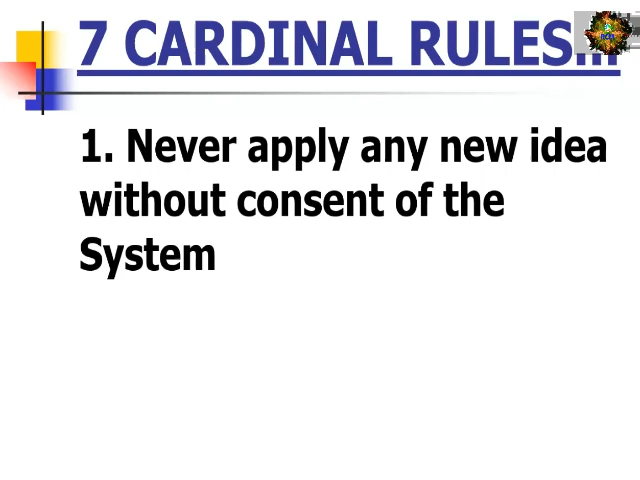 7 CARDINAL RULES...
1. Never apply any new idea
without consent of the
System